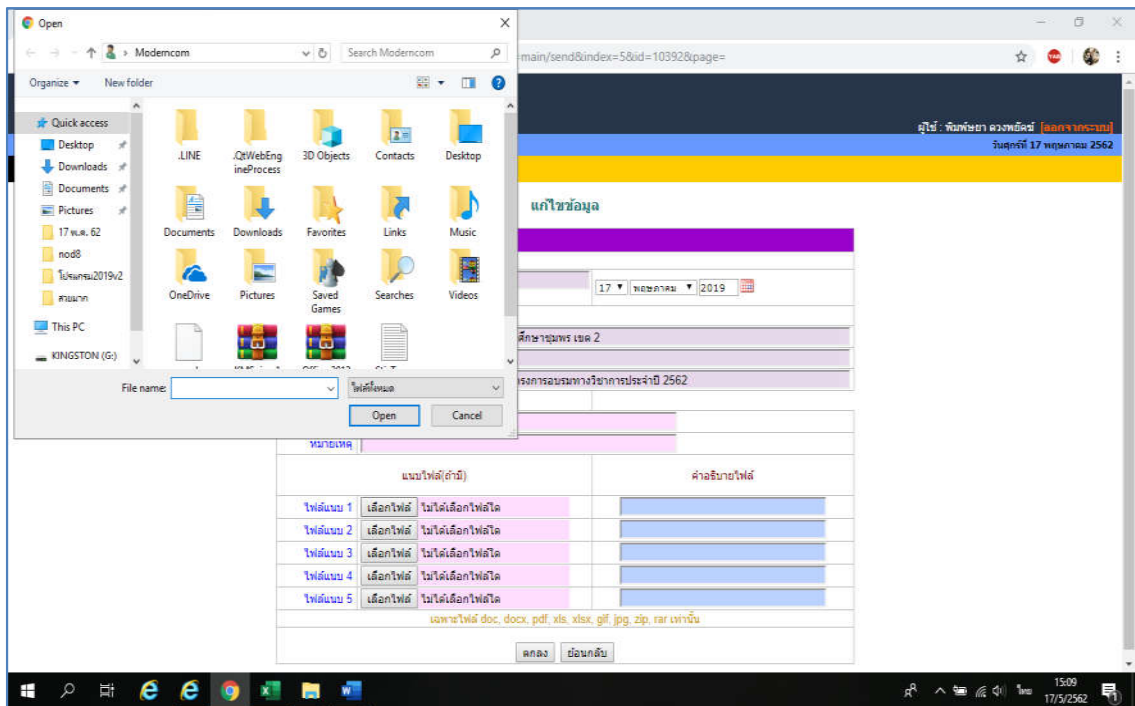 Open
Moderncom
Search Moderncom
main/send&index=5&id=10392&page=
Organize
New folder
Quick access
Desktop
Downloads
Documents
Pictures
17 พ.ค. 62
nod8
โปรแกรม2019v2
This PC
KINGSTON (G:)
.LINE
.QtWebEngineProcess
3D Objects
Contacts
Desktop
Documents
Downloads
Favorites
Links
Music
OneDrive
Pictures
Saved Games
Searches
Videos
File name:
ไฟล์ทั้งหมด
Open
Cancel
ผู้ใช้ : พิมพ์ษยา ดวงพยัคฆ์ [ออกจากระบบ]
วันศุกร์ที่ 17 พฤษภาคม 2562
แก้ไขข้อมูล
17 พฤษภาคม 2019
ศึกษาชุมพร เขต 2
รงการอบรมทางวิชาการประจำปี 2562
หมายเหตุ
แนบไฟล์(ถ้ามี)
คำอธิบายไฟล์
ไฟล์แนบ 1 เลือกไฟล์ ไม่ได้เลือกไฟล์ใด
ไฟล์แนบ 2 เลือกไฟล์ ไม่ได้เลือกไฟล์ใด
ไฟล์แนบ 3 เลือกไฟล์ ไม่ได้เลือกไฟล์ใด
ไฟล์แนบ 4 เลือกไฟล์ ไม่ได้เลือกไฟล์ใด
ไฟล์แนบ 5 เลือกไฟล์ ไม่ได้เลือกไฟล์ใด
เฉพาะไฟล์ doc, docx, pdf, xls, xlsx, gif, jpg, zip, rar เท่านั้น
ตกลง ย้อนกลับ
ไทย
15:09
17/5/2562